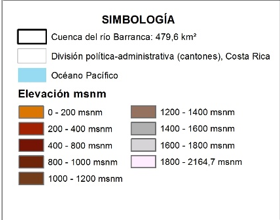 SIMBOLOGÍA
Cuenca del río Barranca: 479,6 km²
División política-administrativa (cantones), Costa Rica
Océano Pacífico
Elevación msnm
0 - 200 msnm
200 - 400 msnm
400 - 800 msnm
800 - 1000 msnm
1000 - 1200 msnm
1200 - 1400 msnm
1400 - 1600 msnm
1600 - 1800 msnm
1800 - 2164,7 msnm